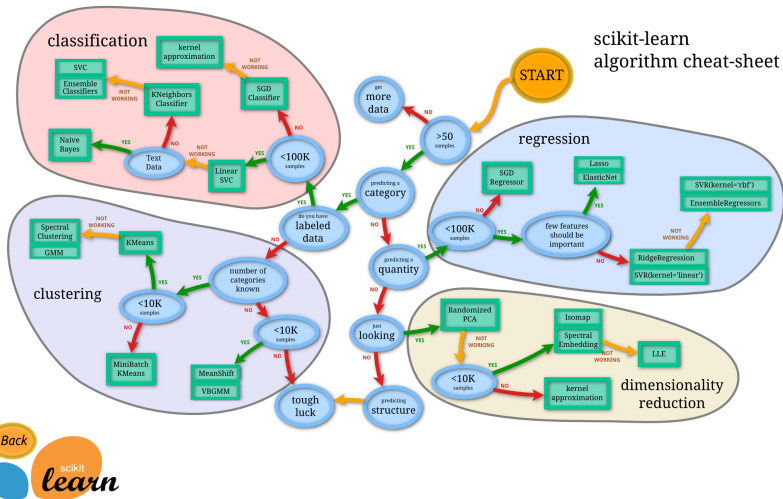 scikit-learn
algorithm cheat-sheet
START
classification
kernel
approximation
NOT
WORKING
SVC
Ensemble
Classifiers
NOT
WORKING
KNeighbors
Classifier
SGD
Classifier
NO
NO
Naive
Bayes
YES
Text
Data
NOT
WORKING
Linear
SVC
YES
<100K
samples
get
more
data
NO
>50
samples
YES
predicting a
category
YES
YES
do you have
labeled
data
NO
NO
predicting a
quantity
YES
NO
just
looking
YES
NO
predicting
structure
tough
luck
regression
SGD
Regressor
NO
Lasso
ElasticNet
YES
<100K
samples
YES
few features
should be
important
NO
SVR(kernel='rbf')
EnsembleRegressors
NOT
WORKING
RidgeRegression
SVR(kernel='linear')
clustering
Spectral
Clustering
GMM
NOT
WORKING
KMeans
YES
number of
categories
known
YES
NO
<10K
samples
NO
MiniBatch
KMeans
<10K
samples
YES
NO
MeanShift
VBGMM
dimensionality
reduction
Randomized
PCA
NOT
WORKING
<10K
samples
YES
NO
Isomap
Spectral
Embedding
NOT
WORKING
LLE
kernel
approximation
Back
scikit
learn